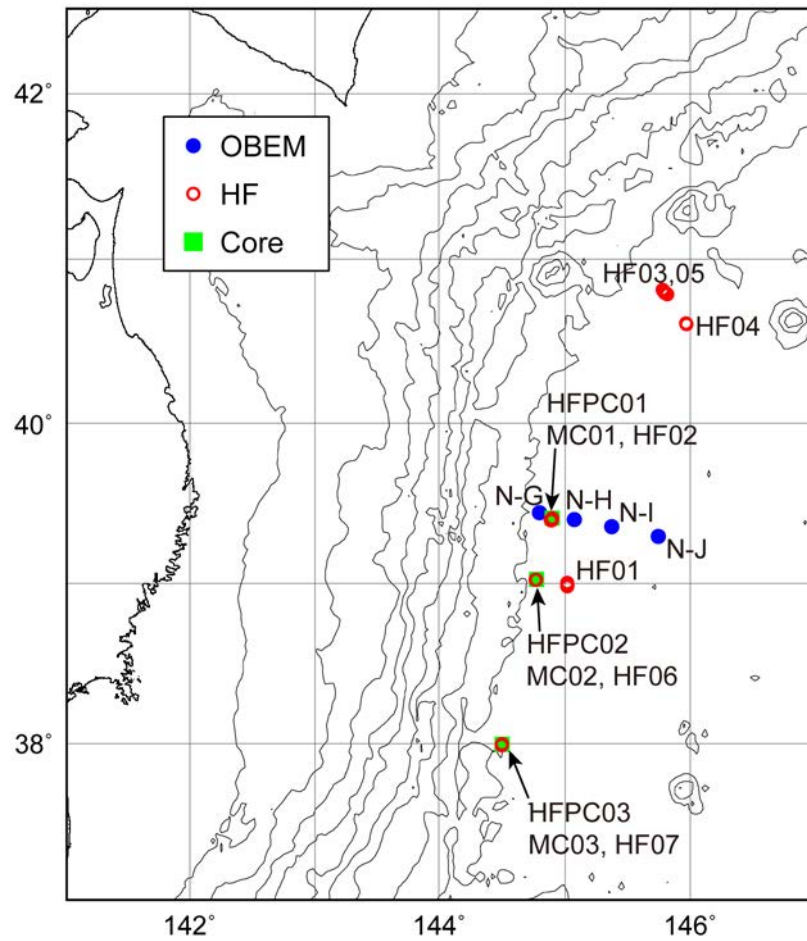 42°
OBEM
HF
Core
HF03,05
HF04
HFPC01
MC01, HF02
40°
N-G
N-H
N-I
N-J
HF01
HFPC02
MC02, HF06
38°
HFPC03
MC03, HF07
142°
144°
145°
146°